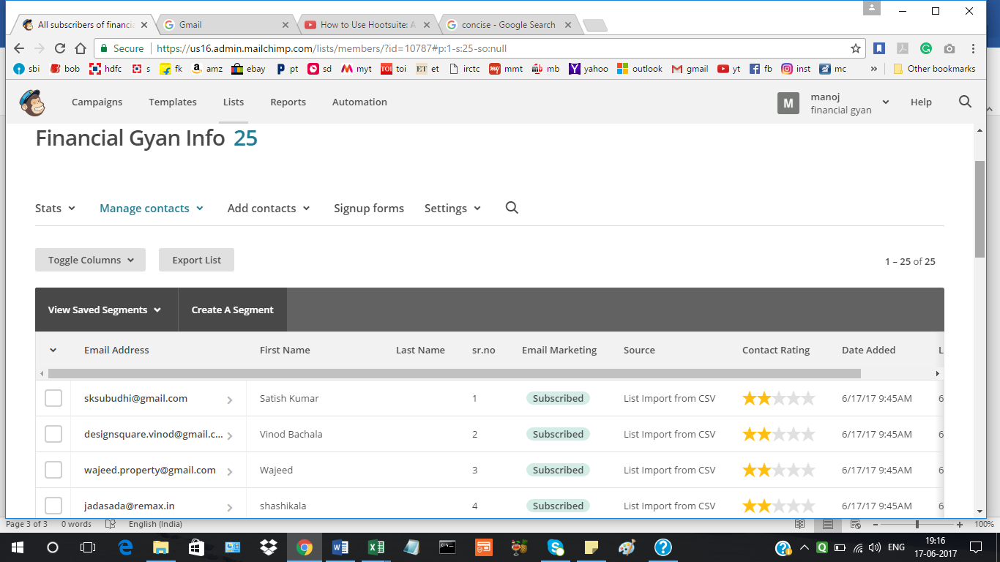 All subscribers of financia
Gmail
How to Use Hootsuite: A
concise - Google Search
Secure https://us16.admin.mailchimp.com/lists/members/?id=10787#p:1-s:25-so:null
sbi bob hdfc s fk amz ebay pt sd myt toi et irctc mmt mb yahoo outlook gmail yt fb inst mc » Other bookmarks
Campaigns Templates Lists Reports Automation M manoj Help
financial gyan
Financial Gyan Info 25
Stats Manage contacts Add contacts Signup forms Settings
Toggle Columns Export List 1 – 25 of 25
View Saved Segments Create A Segment
Email Address First Name Last Name sr.no Email Marketing Source Contact Rating Date Added L
sksubudhi@gmail.com Satish Kumar 1 Subscribed List Import from CSV 6/17/17 9:45AM 6
designsquare.vinod@gmail.c... Vinod Bachala 2 Subscribed List Import from CSV 6/17/17 9:45AM 6
wajeed.property@gmail.com Wajeed 3 Subscribed List Import from CSV 6/17/17 9:45AM 6
jadasada@remax.in shashikala 4 Subscribed List Import from CSV 6/17/17 9:45AM 6
Page 3 of 3 0 words English (India) 100%
ENG 19:16
17-06-2017